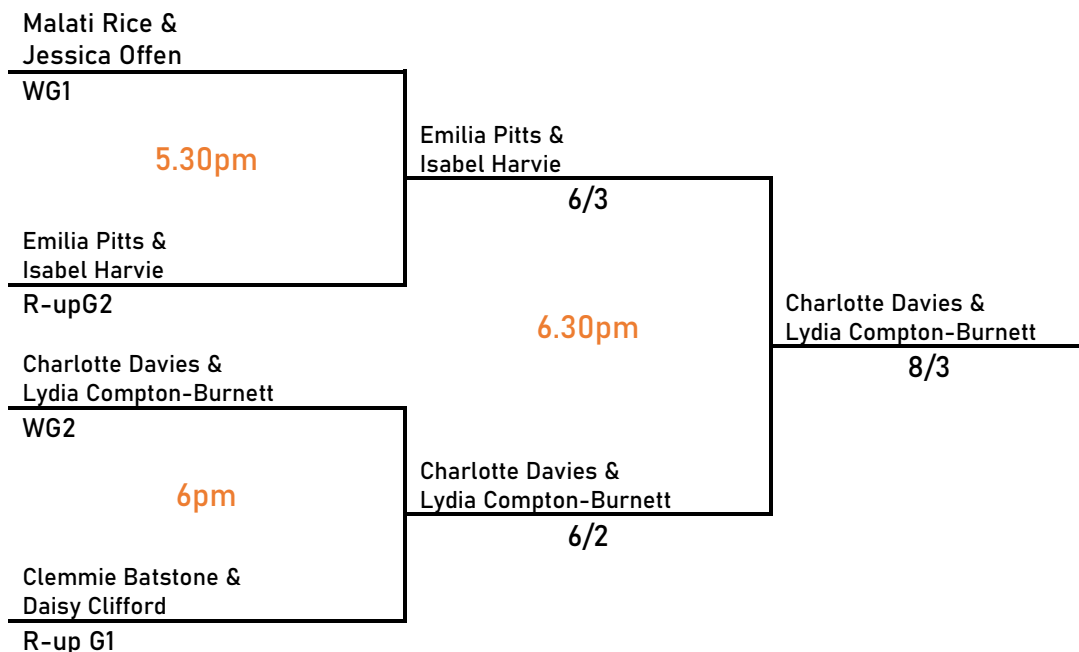 Malati Rice &
Jessica Offen
WG1
5.30pm
Emilia Pitts &
Isabel Harvie
R-upG2
Charlotte Davies &
Lydia Compton-Burnett
WG2
6pm
Clemmie Batstone &
Daisy Clifford
R-up G1
Emilia Pitts &
Isabel Harvie
6/3
6.30pm
Charlotte Davies &
Lydia Compton-Burnett
6/2
Charlotte Davies &
Lydia Compton-Burnett
8/3